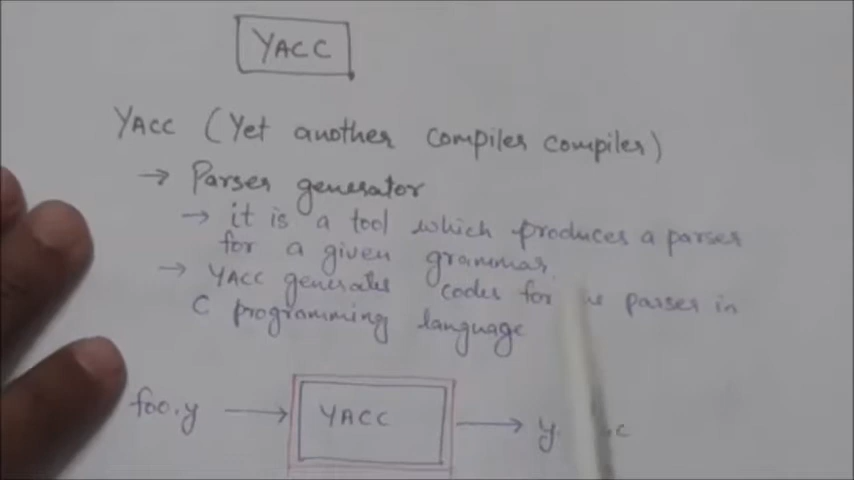 YACC
YACC (Yet another compiler compiler)
→ Parser generator
→ it is a tool which produces a parser
for a given grammar.
→ YACC generates codes for parser in
C programming language
foo.y → YACC →